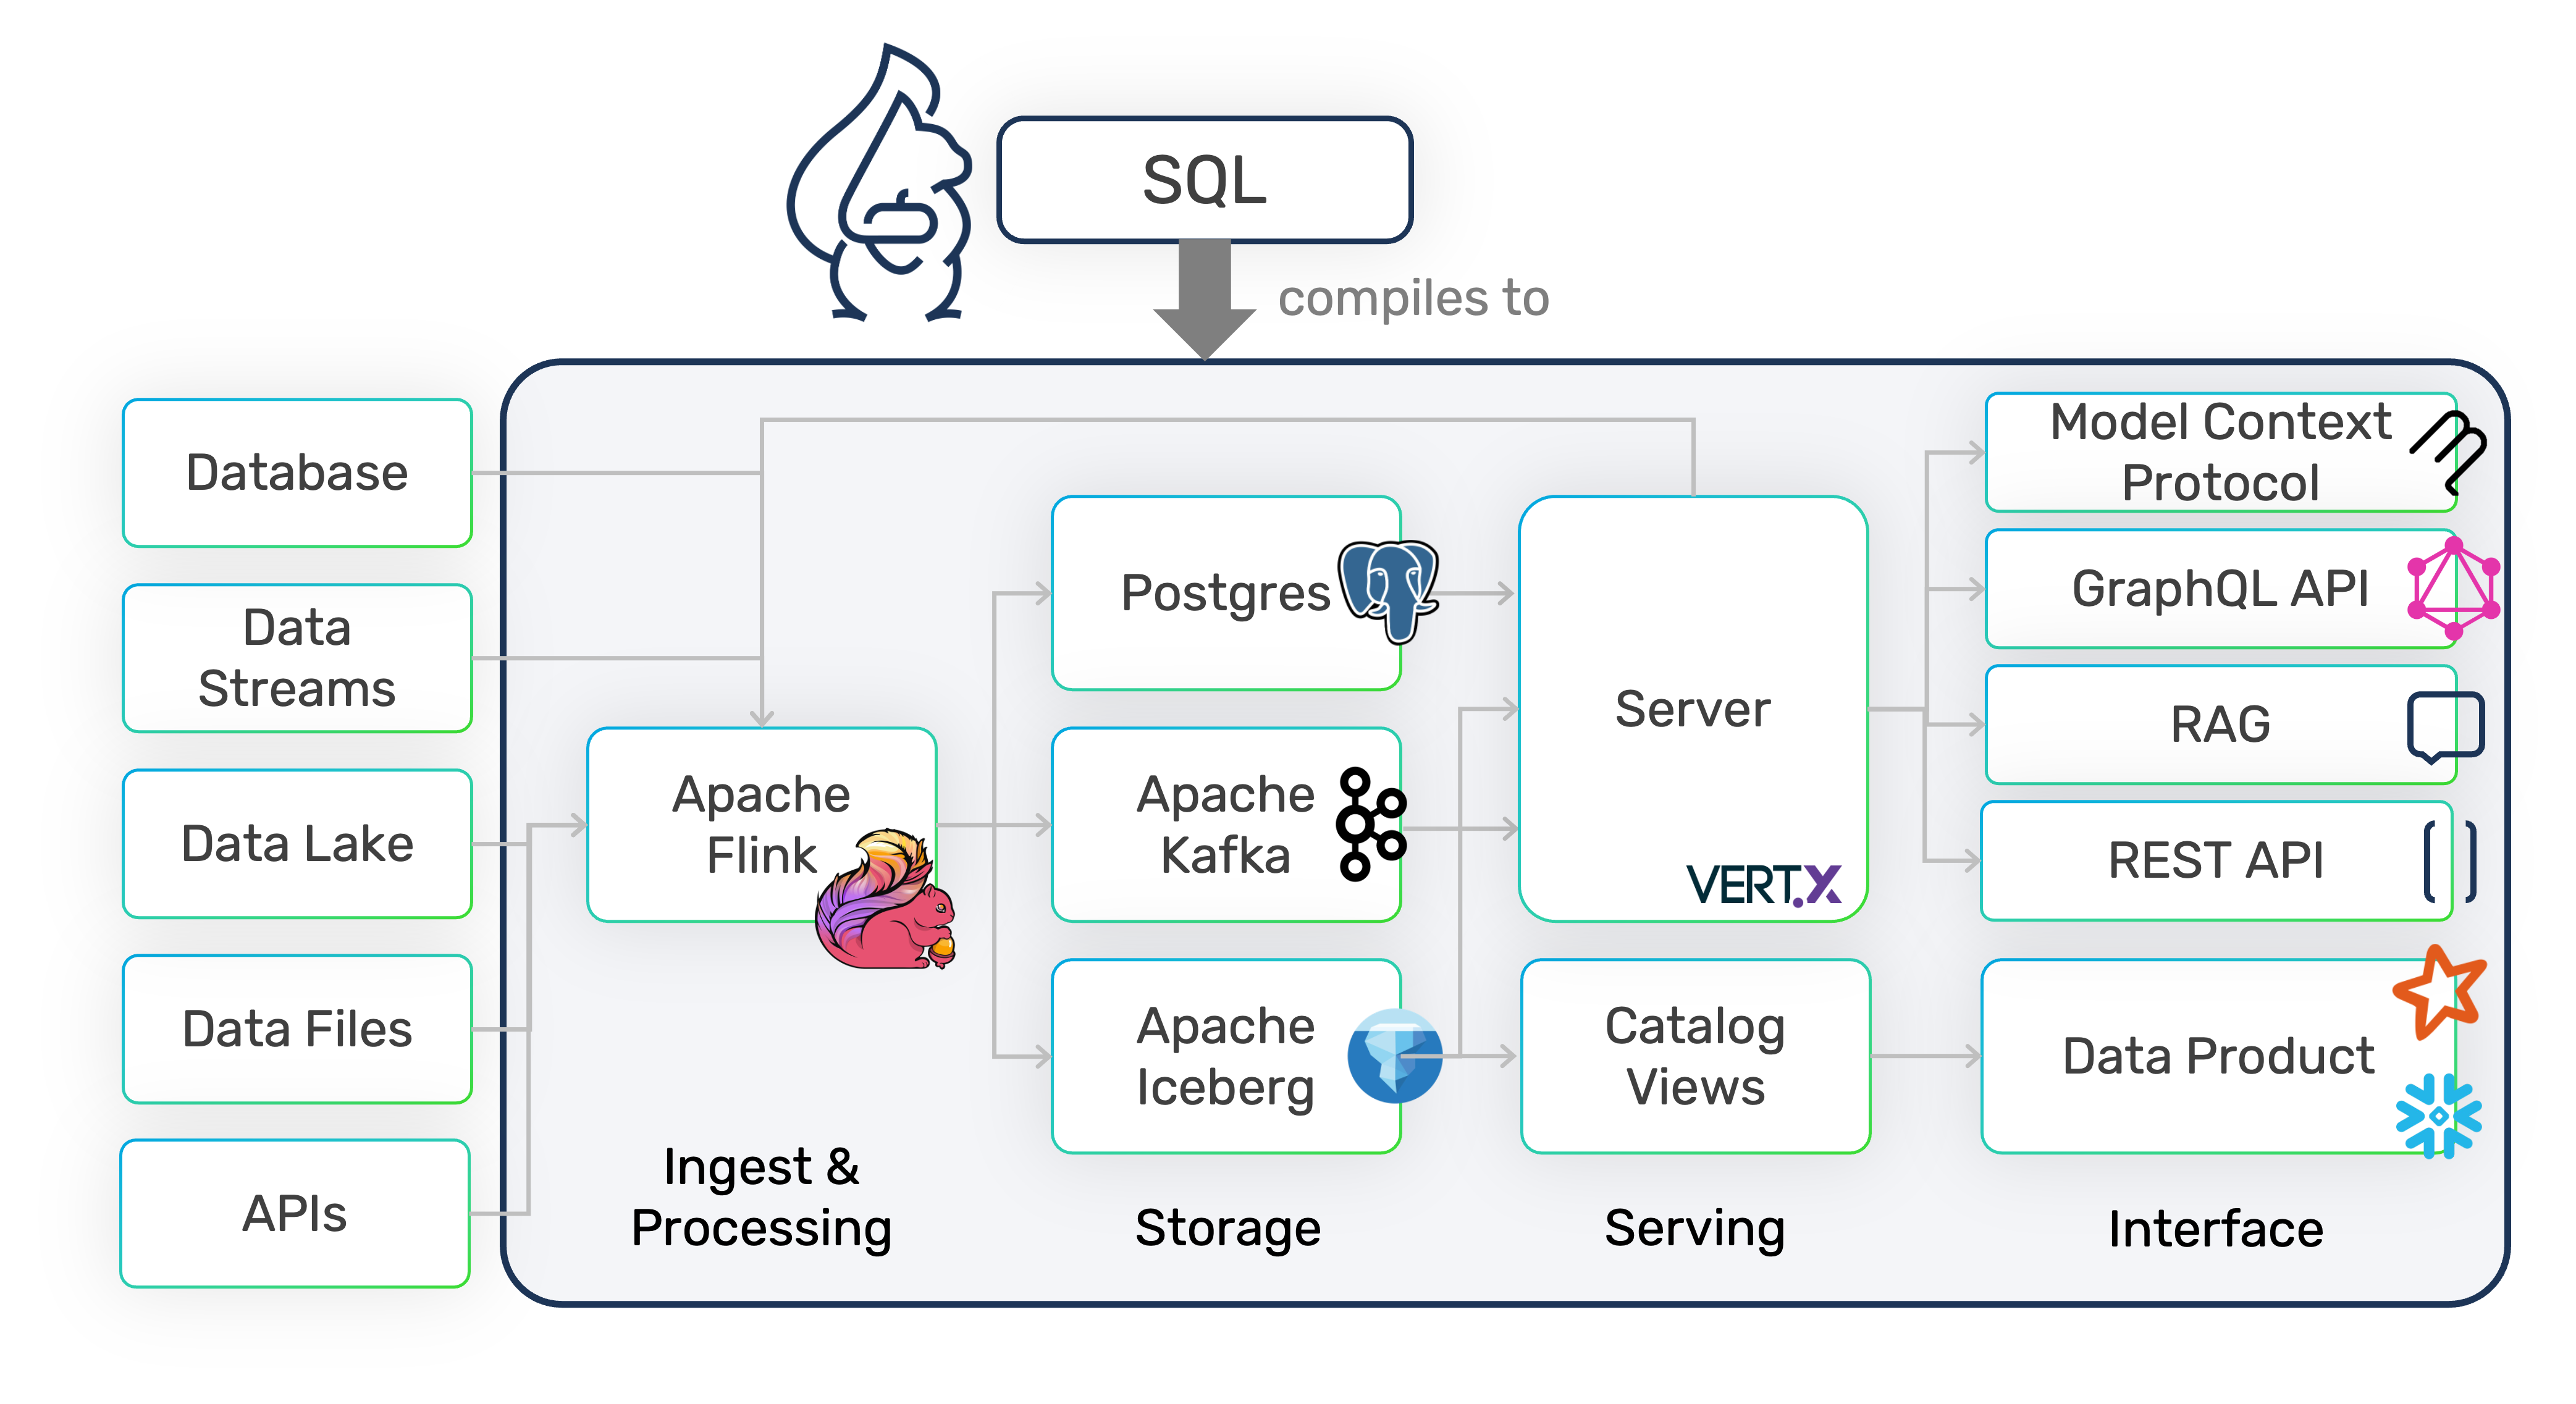 SQL
compiles to
Database
Data
Streams
Data Lake
Data Files
APIs
Apache
Flink
Ingest &
Processing
Postgres
Apache
Kafka
Apache
Iceberg
Storage
Server
VERT.X
Catalog
Views
Serving
Model Context
Protocol
GraphQL API
RAG
REST API
Data Product
Interface